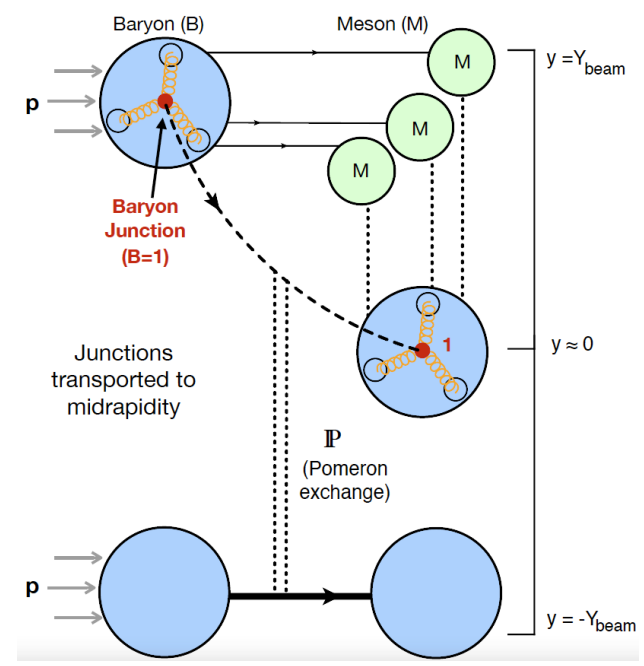 Baryon (B)
Meson (M)
y =Y_beam
p
M
M
M
Baryon
Junction
(B=1)
1
y ≈ 0
Junctions
transported to
midrapidity
ℙ
(Pomeron
exchange)
p
y = -Y_beam